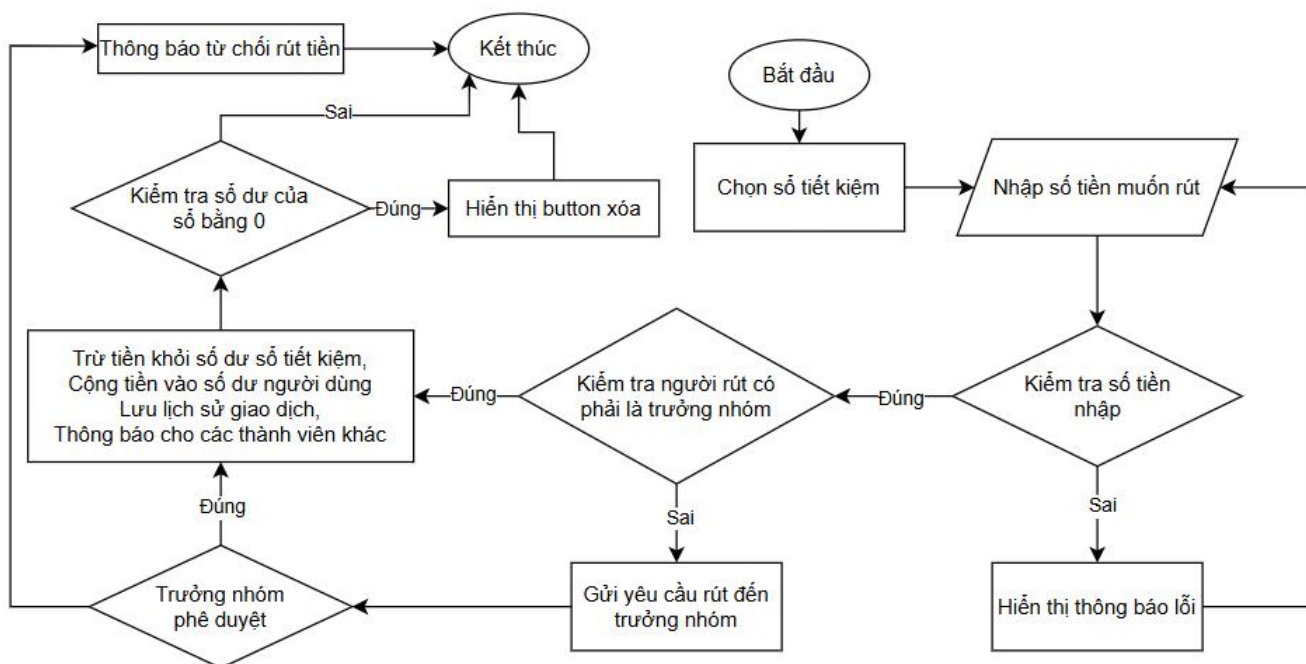 Thông báo từ chối rút tiền
Kết thúc
Bắt đầu
Sai
Kiểm tra số dư của
sổ bằng 0
Đúng
Hiển thị button xóa
Chọn sổ tiết kiệm
Nhập số tiền muốn rút
Trừ tiền khỏi số dư sổ tiết kiệm,
Cộng tiền vào số dư người dùng
Lưu lịch sử giao dịch,
Thông báo cho các thành viên khác
Đúng
Kiểm tra người rút có
phải là trưởng nhóm
Đúng
Kiểm tra số tiền
nhập
Đúng
Sai
Sai
Trưởng nhóm
phê duyệt
Gửi yêu cầu rút đến
trưởng nhóm
Hiển thị thông báo lỗi